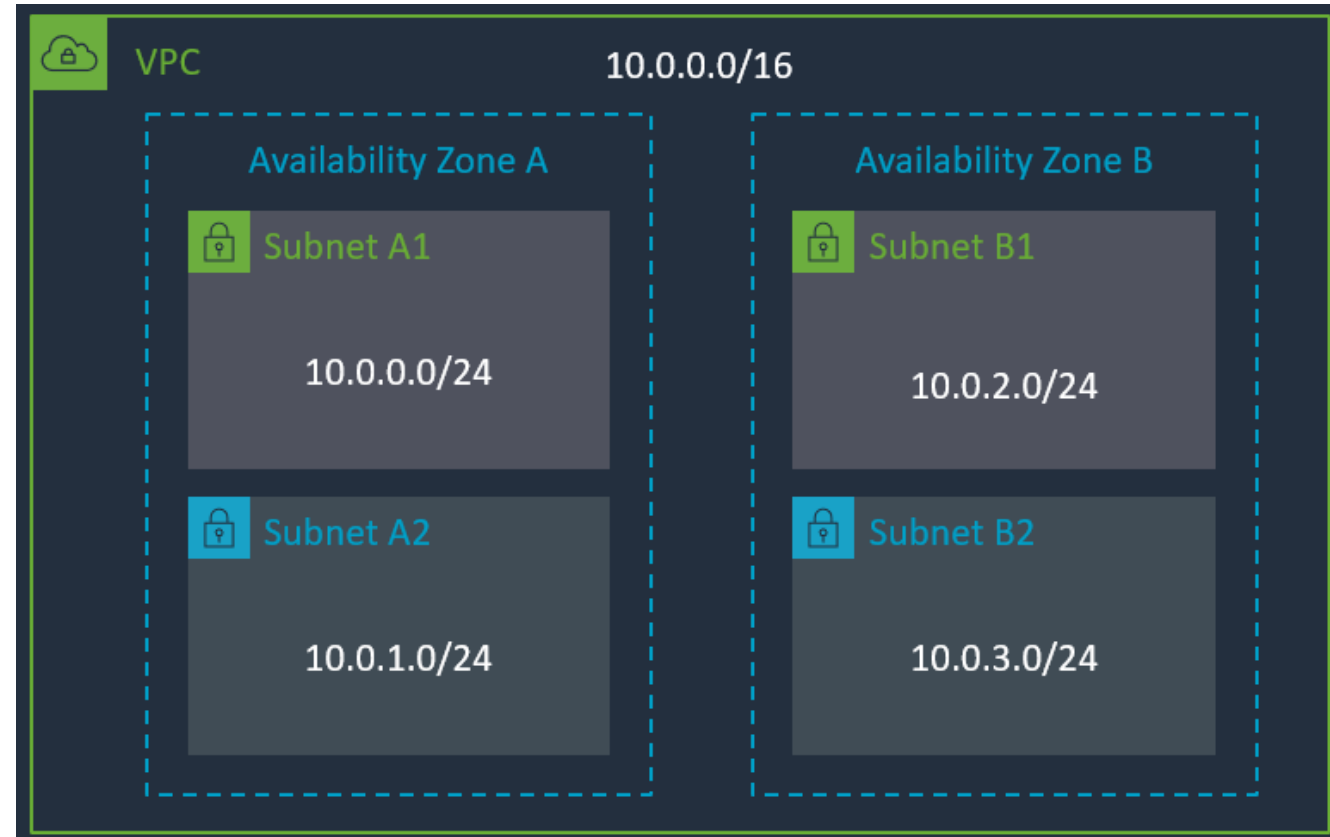 VPC
10.0.0.0/16
Availability Zone A
Subnet A1
10.0.0.0/24
Subnet A2
10.0.1.0/24
Availability Zone B
Subnet B1
10.0.2.0/24
Subnet B2
10.0.3.0/24